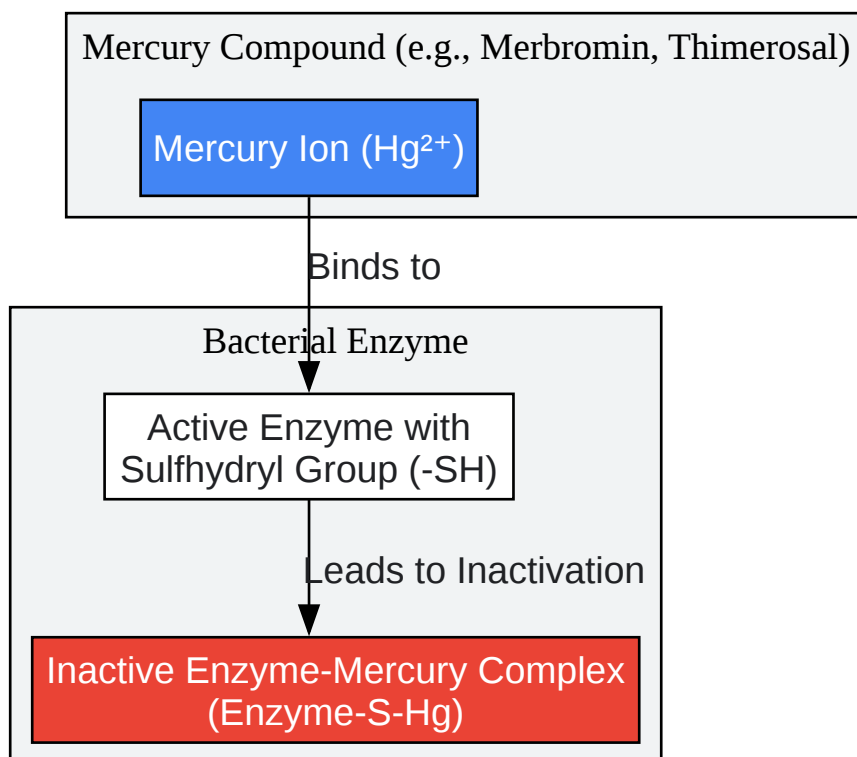 Mercury Compound (e.g., Merbromin, Thimerosal)
Mercury Ion (Hg²⁺)
Binds to
Bacterial Enzyme
Active Enzyme with
Sulfhydryl Group (-SH)
Leads to Inactivation
Inactive Enzyme-Mercury Complex
(Enzyme-S-Hg)